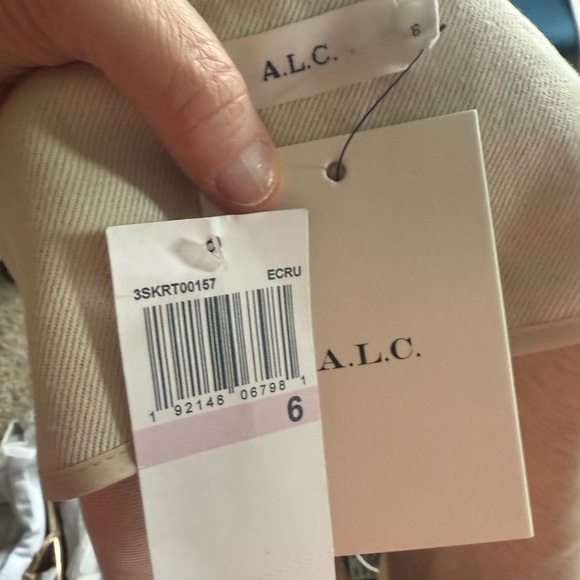 A.L.C. 6
3SKRT00157 ECRU
1 92148 06798 1
6
A.L.C.